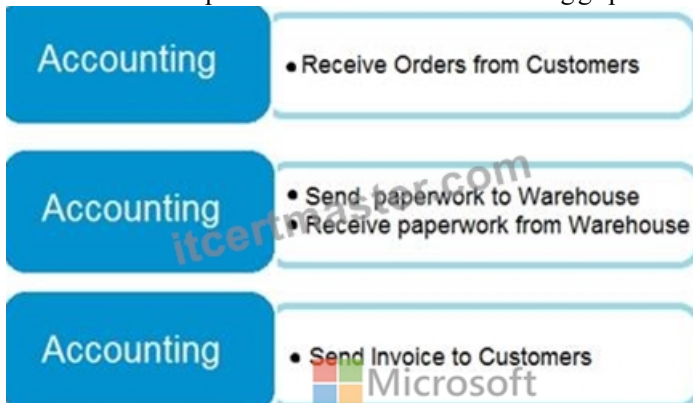 Accounting
• Receive Orders from Customers
Accounting
• Send paperwork to Warehouse
• Receive paperwork from Warehouse
Accounting
• Send Invoice to Customers
itcertmaster.com
Microsoft